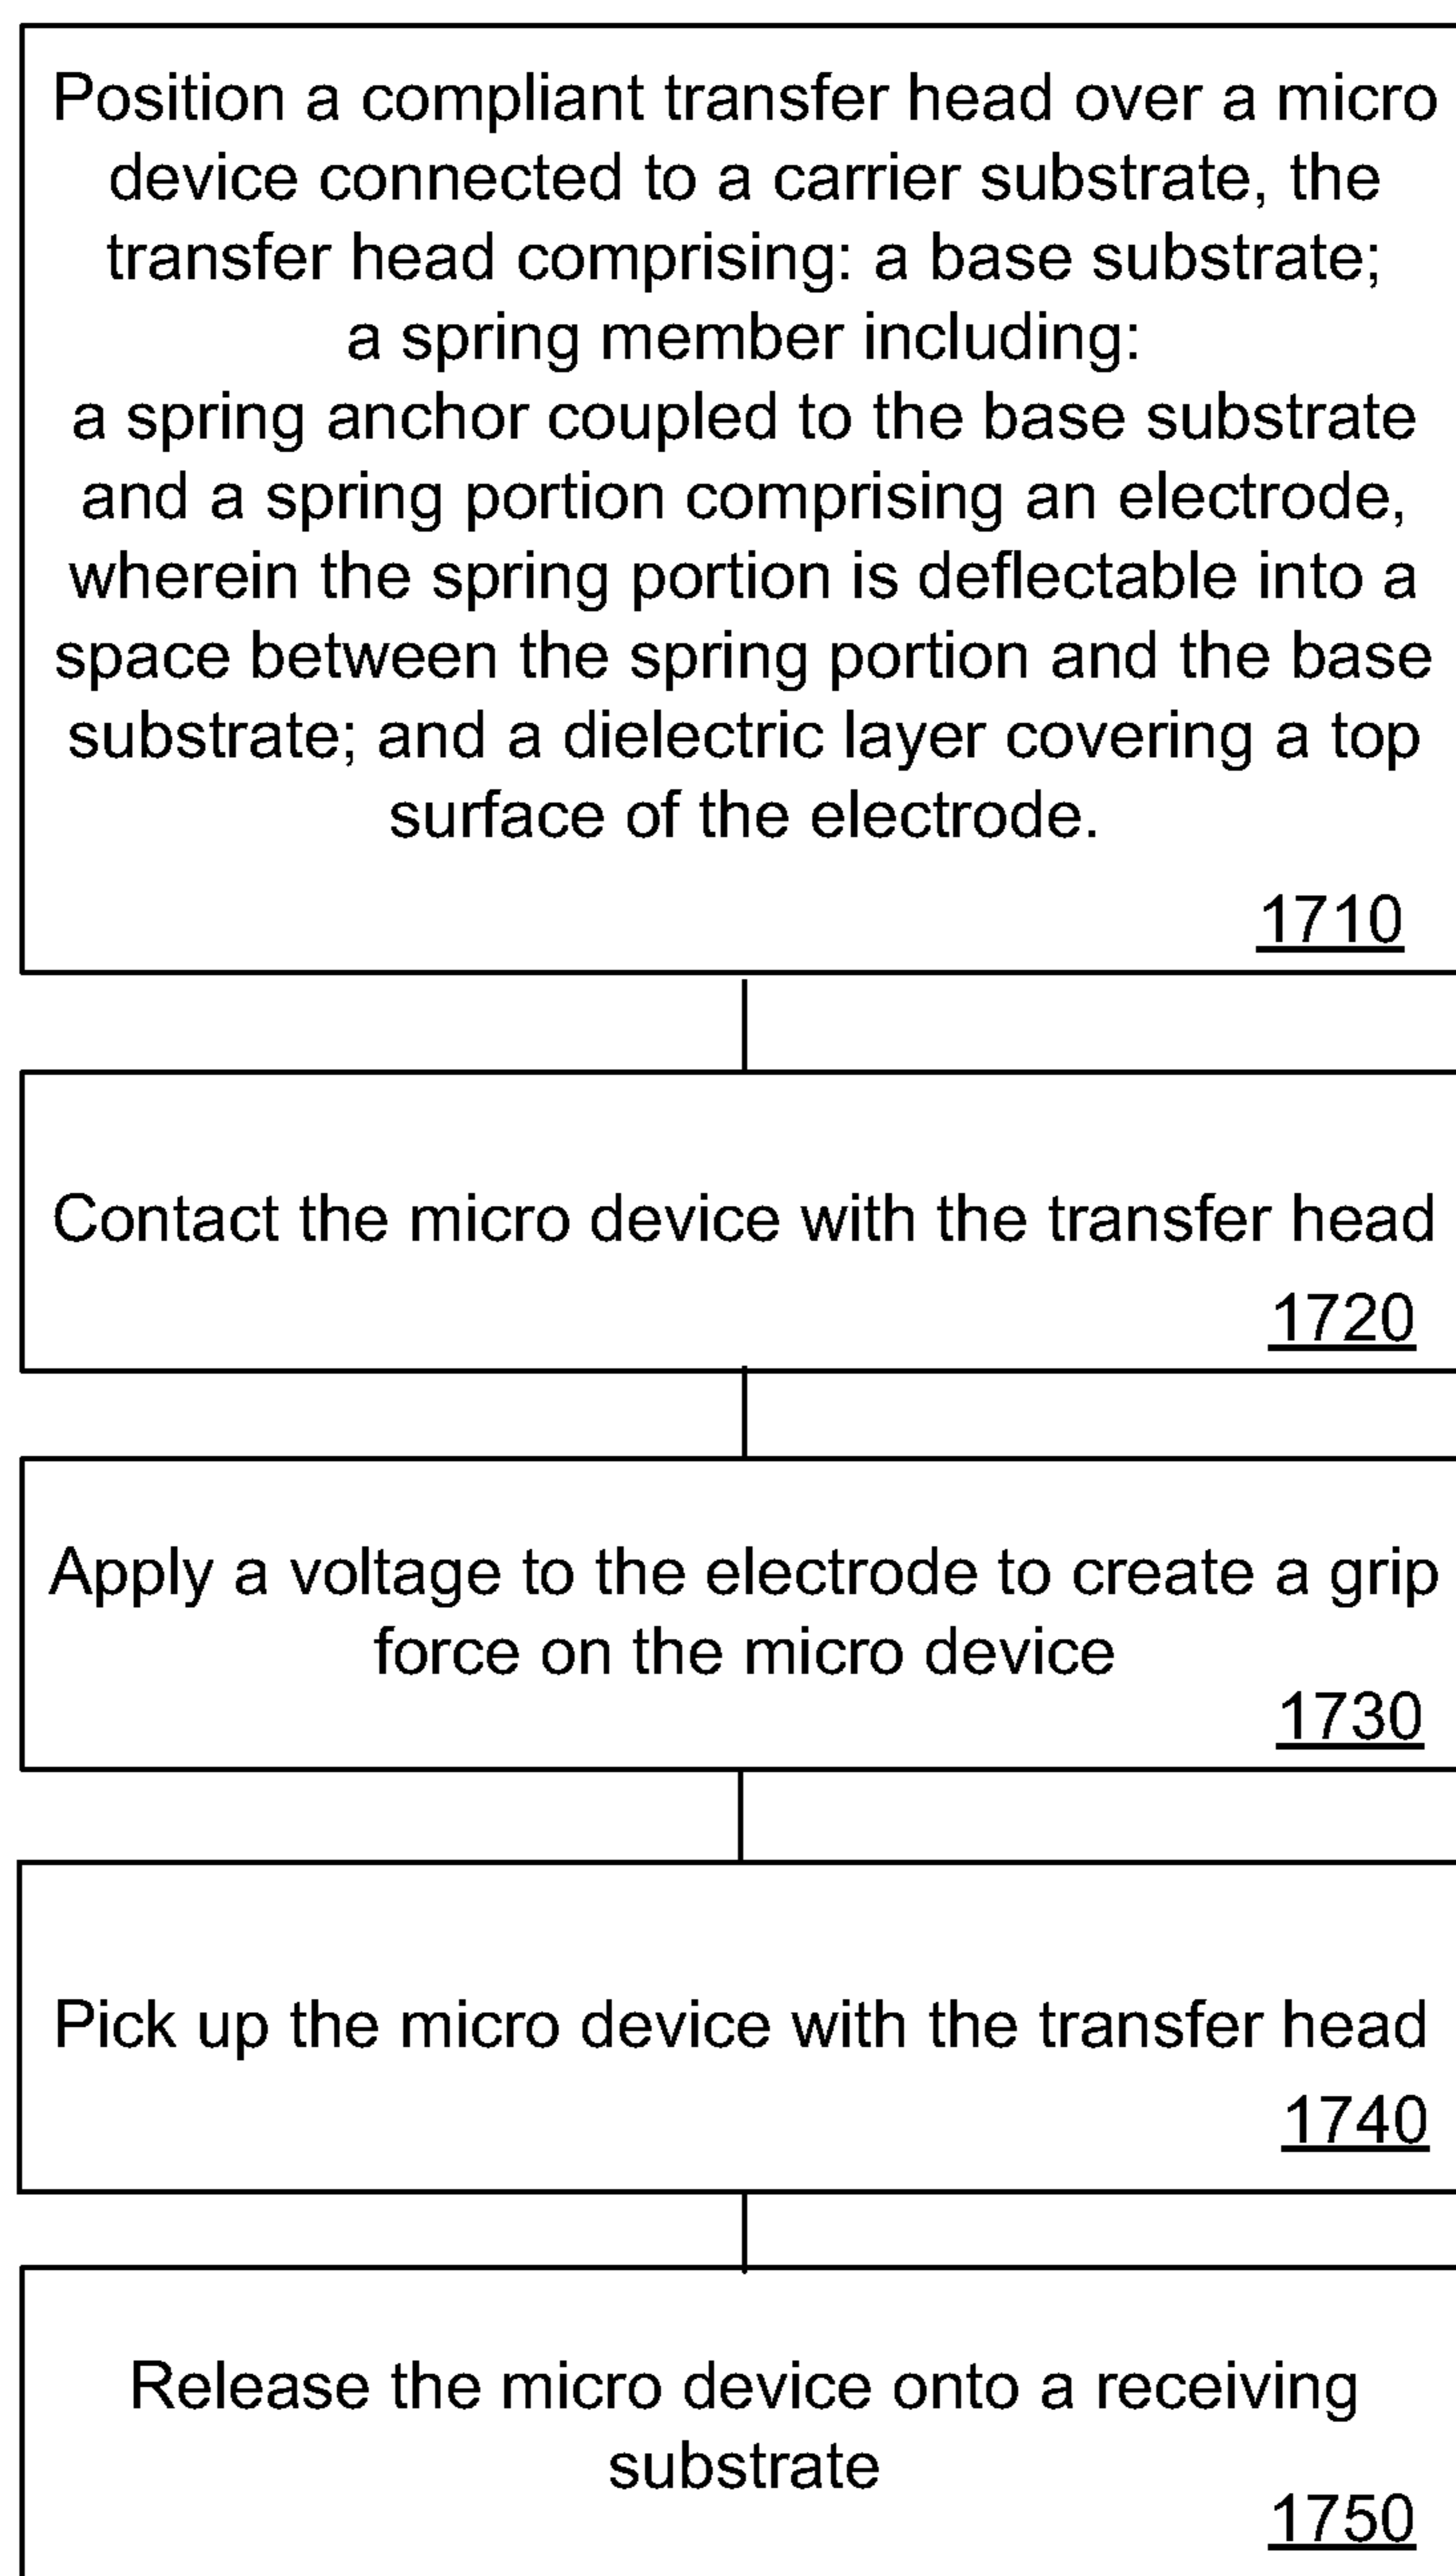 Position a compliant transfer head over a micro
device connected to a carrier substrate, the
transfer head comprising: a base substrate;
a spring member including:
a spring anchor coupled to the base substrate
and a spring portion comprising an electrode,
wherein the spring portion is deflectable into a
space between the spring portion and the base
substrate; and a dielectric layer covering a top
surface of the electrode.
1710
Contact the micro device with the transfer head
1720
Apply a voltage to the electrode to create a grip
force on the micro device
1730
Pick up the micro device with the transfer head
1740
Release the micro device onto a receiving
substrate
1750